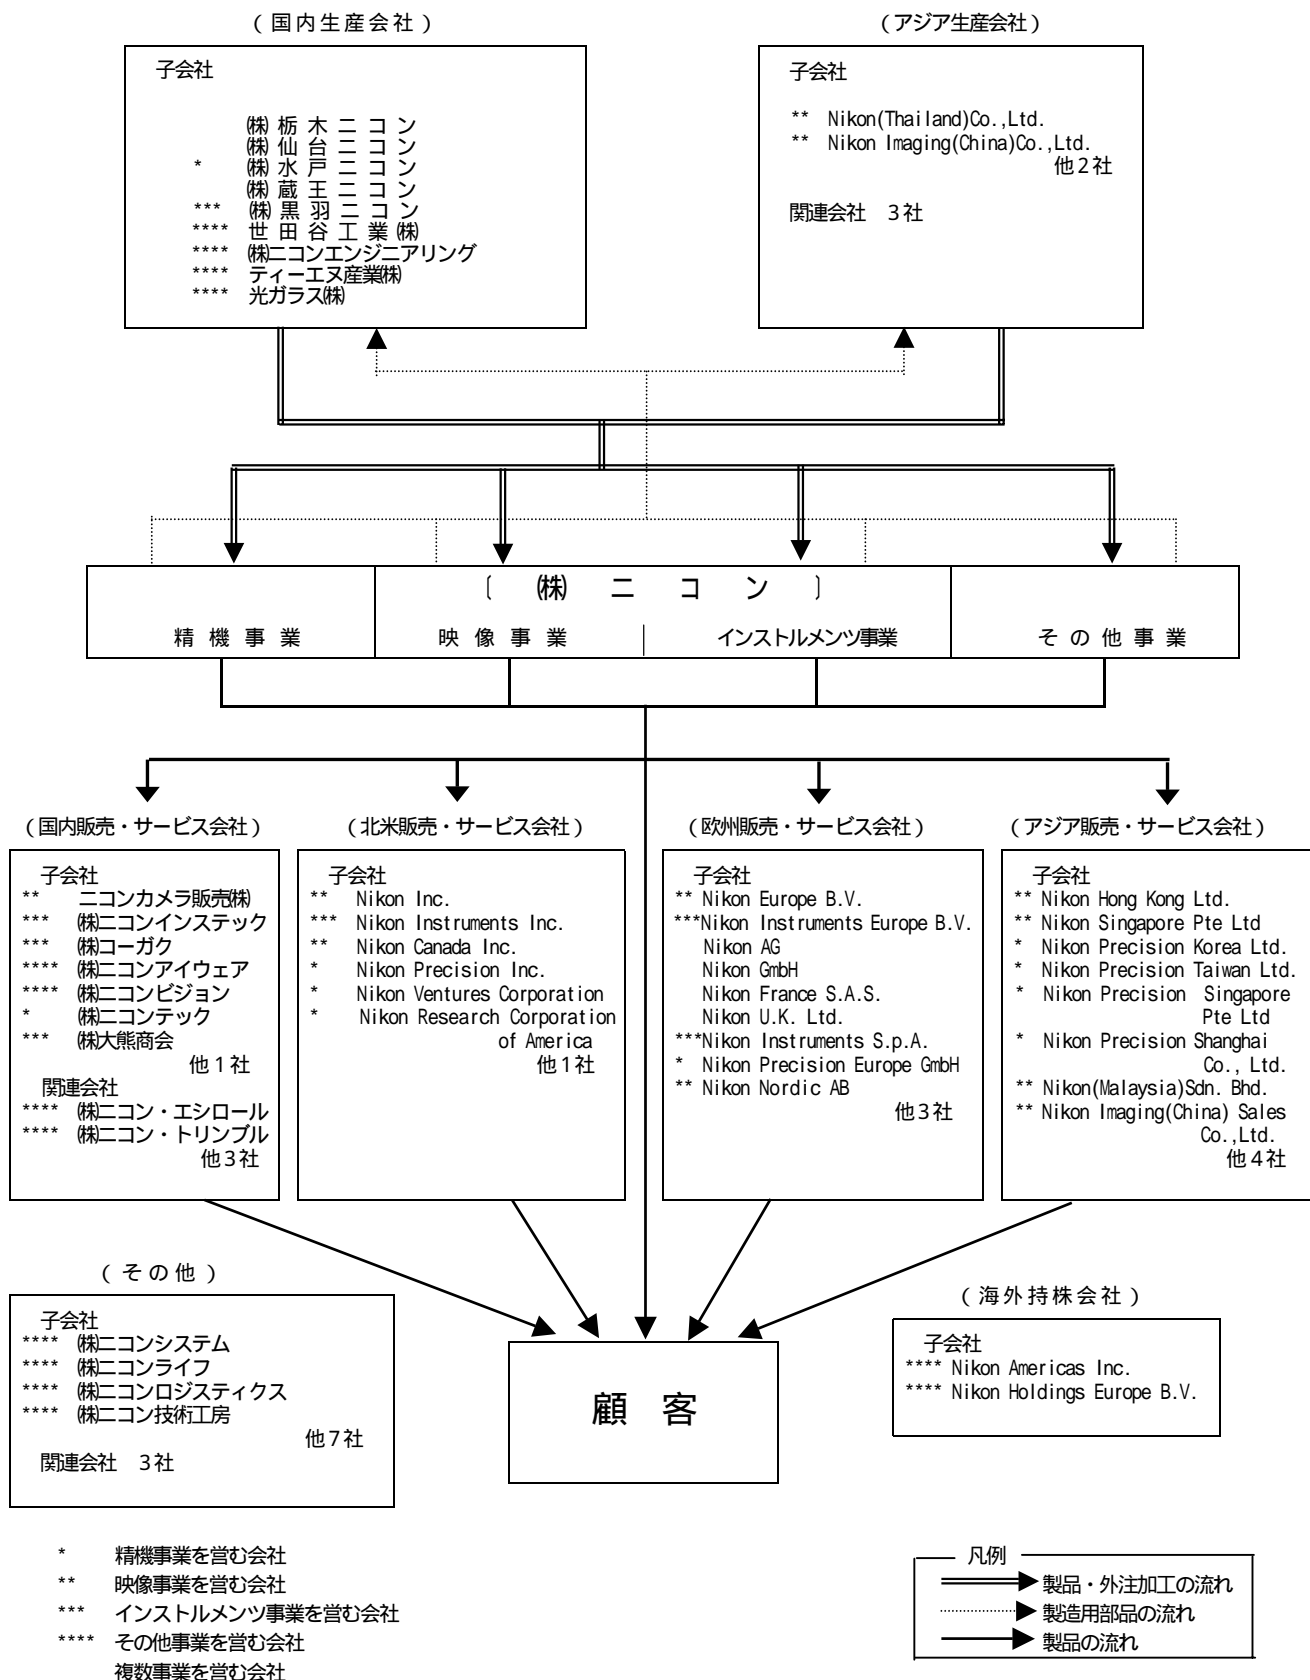 (国内生産会社)
子会社
㈱栃木ニコン
㈱仙台ニコン
* ㈱水戸ニコン
㈱蔵王ニコン
*** ㈱黒羽ニコン
**** 世田谷工業㈱
**** ㈱ニコンエンジニアリング
**** ティーエヌ産業㈱
**** 光ガラス㈱
(アジア生産会社)
子会社
** Nikon(Thailand)Co.,Ltd.
** Nikon Imaging(China)Co.,Ltd.
他2社
関連会社 3社
〔 ㈱ニコン 〕
精機事業
映像事業
インストルメンツ事業
その他事業
(国内販売・サービス会社)
子会社
** ニコンカメラ販売㈱
*** ㈱ニコンインステック
*** ㈱コーガク
**** ㈱ニコンアイウェア
**** ㈱ニコンビジョン
* ㈱ニコンテック
*** ㈱大熊商会
他1社
関連会社
**** ㈱ニコン・エシロール
**** ㈱ニコン・トリンブル
他3社
(北米販売・サービス会社)
子会社
** Nikon Inc.
*** Nikon Instruments Inc.
** Nikon Canada Inc.
* Nikon Precision Inc.
* Nikon Ventures Corporation
* Nikon Research Corporation
of America
他1社
(欧州販売・サービス会社)
子会社
** Nikon Europe B.V.
***Nikon Instruments Europe B.V.
Nikon AG
Nikon GmbH
Nikon France S.A.S.
Nikon U.K. Ltd.
***Nikon Instruments S.p.A.
* Nikon Precision Europe GmbH
** Nikon Nordic AB
他3社
(アジア販売・サービス会社)
子会社
** Nikon Hong Kong Ltd.
** Nikon Singapore Pte Ltd
* Nikon Precision Korea Ltd.
* Nikon Precision Taiwan Ltd.
* Nikon Precision Singapore
Pte Ltd
* Nikon Precision Shanghai
Co., Ltd.
** Nikon(Malaysia)Sdn. Bhd.
** Nikon Imaging(China) Sales
Co.,Ltd.
他4社
(その他)
子会社
**** ㈱ニコンシステム
**** ㈱ニコンライフ
**** ㈱ニコンロジスティクス
**** ㈱ニコン技術工房
他7社
関連会社 3社
顧客
(海外持株会社)
子会社
**** Nikon Americas Inc.
**** Nikon Holdings Europe B.V.
* 精機事業を営む会社
** 映像事業を営む会社
*** インストルメンツ事業を営む会社
**** その他事業を営む会社
複数事業を営む会社
凡例
製品・外注加工の流れ
製造用部品の流れ
製品の流れ